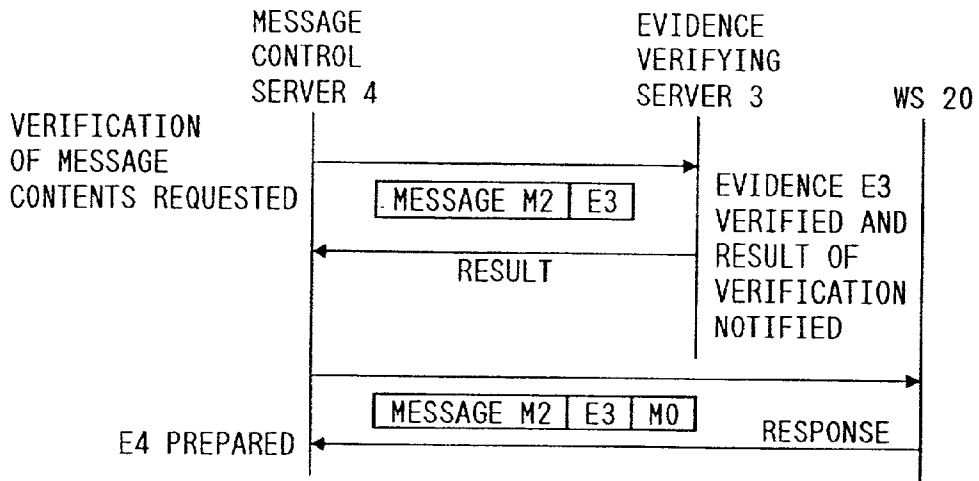 MESSAGE
CONTROL
SERVER 4
EVIDENCE
VERIFYING
SERVER 3
WS 20
VERIFICATION
OF MESSAGE
CONTENTS REQUESTED
MESSAGE M2 E3
EVIDENCE E3
VERIFIED AND
RESULT OF
VERIFICATION
NOTIFIED
RESULT
MESSAGE M2 E3 M0
RESPONSE
E4 PREPARED